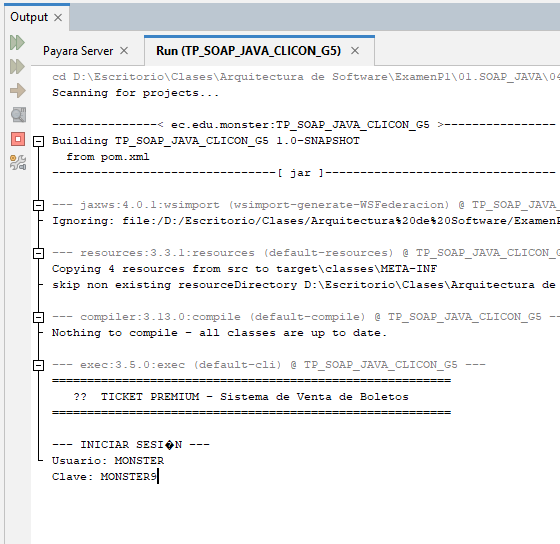 Output ×
Payara Server × Run (TP_SOAP_JAVA_CLICON_G5) ×
cd D:\Escritorio\Clases\Arquitectura de Software\ExamenP1\01.SOAP_JAVA\04
Scanning for projects...
---------------< ec.edu.monster:TP_SOAP_JAVA_CLICON_G5 >----------------
Building TP_SOAP_JAVA_CLICON_G5 1.0-SNAPSHOT
from pom.xml
--------------------------------[ jar ]---------------------------------
--- jaxws:4.0.1:wsimport (wsimport-generate-WSFederacion) @ TP_SOAP_JAVA_
Ignoring: file:/D:/Escritorio/Clases/Arquitectura%20de%20Software/ExamenP
--- resources:3.3.1:resources (default-resources) @ TP_SOAP_JAVA_CLICON_G
Copying 4 resources from src to target\classes\META-INF
skip non existing resourceDirectory D:\Escritorio\Clases\Arquitectura de
--- compiler:3.13.0:compile (default-compile) @ TP_SOAP_JAVA_CLICON_G5 --
Nothing to compile - all classes are up to date.
--- exec:3.5.0:exec (default-cli) @ TP_SOAP_JAVA_CLICON_G5 ---
=========================================================
?? TICKET PREMIUM - Sistema de Venta de Boletos
=========================================================
--- INICIAR SESI�N ---
Usuario: MONSTER
Clave: MONSTER9